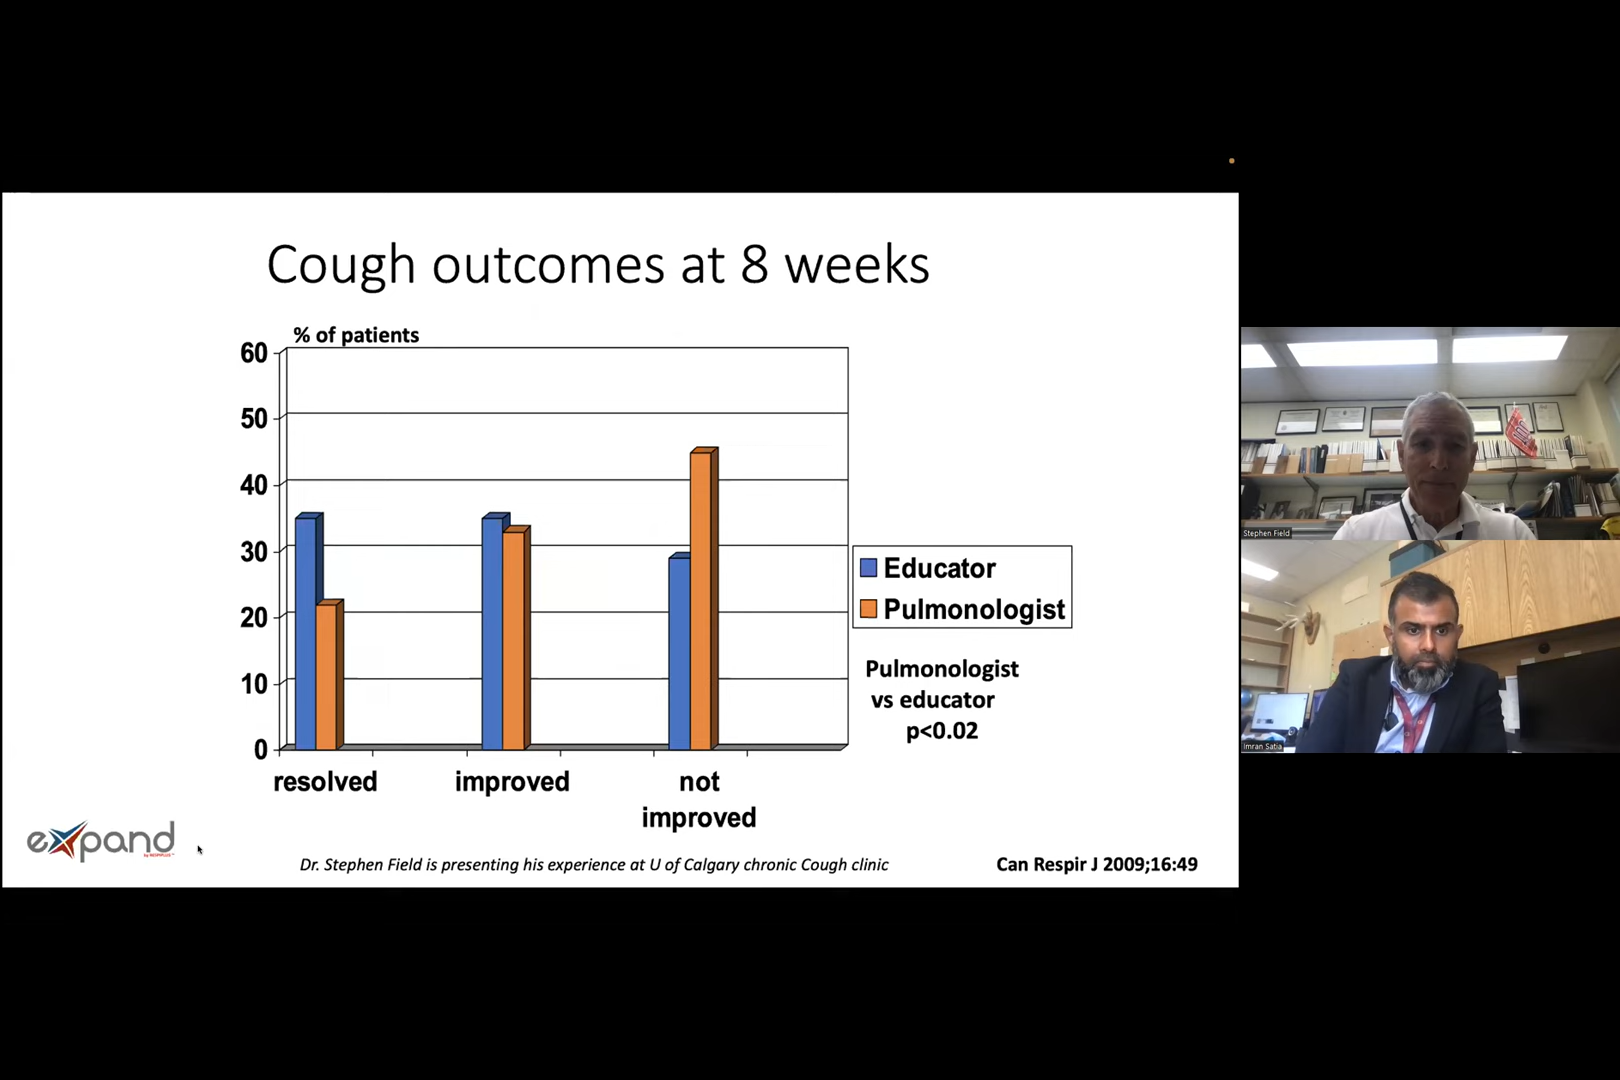 Cough outcomes at 8 weeks
% of patients
60
50
40
30
20
10
0
resolved
improved
not
improved
Educator
Pulmonologist
Pulmonologist
vs educator
p<0.02
expand
Dr. Stephen Field is presenting his experience at U of Calgary chronic Cough clinic
Can Respir J 2009;16:49
Stephen Field
Imran Satia